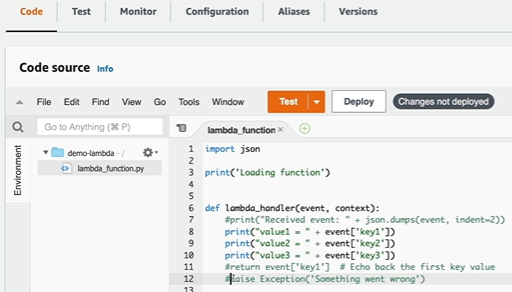 Code Test Monitor Configuration Aliases Versions
Code source Info
File Edit Find View Go Tools Window Test Deploy Changes not deployed
Go to Anything (⌘ P) lambda_function ×
Environment
demo-lambda - /
lambda_function.py
1 import json
2
3 print('Loading function')
4
5
6 def lambda_handler(event, context):
7 #print("Received event: " + json.dumps(event, indent=2))
8 print("value1 = " + event['key1'])
9 print("value2 = " + event['key2'])
10 print("value3 = " + event['key3'])
11 #return event['key1'] # Echo back the first key value
12 #raise Exception('Something went wrong')